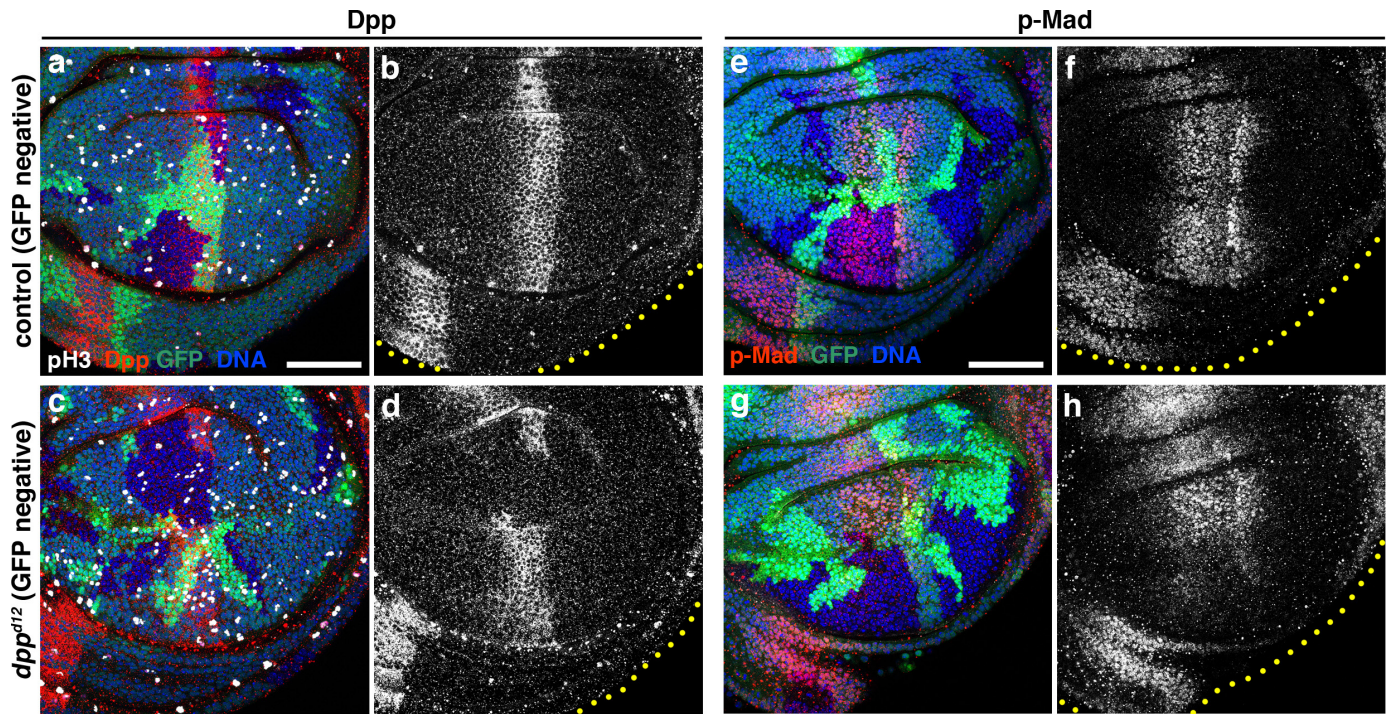 Dpp
p-Mad
control (GFP negative)
a
b
e
f
pH3 Dpp GFP DNA
p-Mad GFP DNA
dpp^d12 (GFP negative)
c
d
g
h